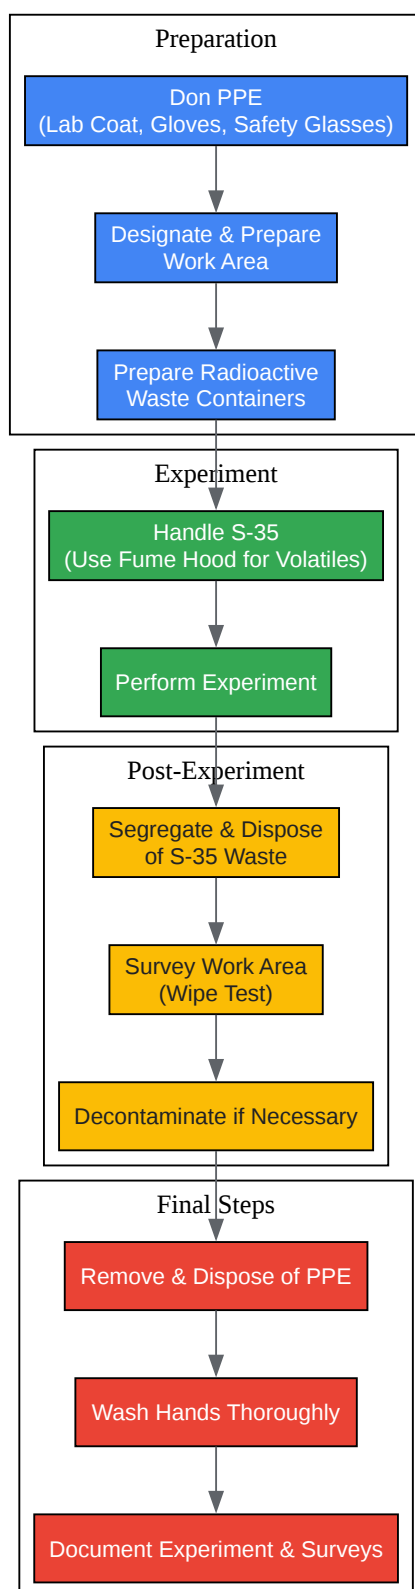 Preparation
Don PPE
(Lab Coat, Gloves, Safety Glasses)
Designate & Prepare
Work Area
Prepare Radioactive
Waste Containers
Experiment
Handle S-35
(Use Fume Hood for Volatiles)
Perform Experiment
Post-Experiment
Segregate & Dispose
of S-35 Waste
Survey Work Area
(Wipe Test)
Decontaminate if Necessary
Final Steps
Remove & Dispose of PPE
Wash Hands Thoroughly
Document Experiment & Surveys